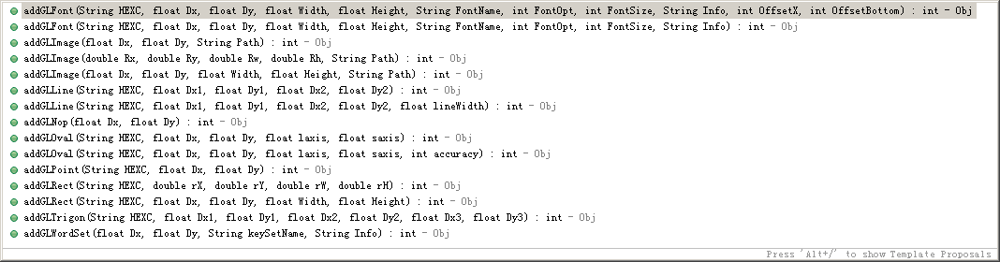 addGLFont(String HEXC, float Dx, float Dy, float Width, float Height, String FontName, int FontOpt, int FontSize, String Info, int OffsetX, int OffsetBottom) : int - Obj
addGLFont(String HEXC, float Dx, float Dy, float Width, float Height, String FontName, int FontOpt, int FontSize, String Info) : int - Obj
addGLImage(float Dx, float Dy, String Path) : int - Obj
addGLImage(double Rx, double Ry, double Rw, double Rh, String Path) : int - Obj
addGLImage(float Dx, float Dy, float Width, float Height, String Path) : int - Obj
addGLLine(String HEXC, float Dx1, float Dy1, float Dx2, float Dy2) : int - Obj
addGLLine(String HEXC, float Dx1, float Dy1, float Dx2, float Dy2, float lineWidth) : int - Obj
addGLNop(float Dx, float Dy) : int - Obj
addGLOval(String HEXC, float Dx, float Dy, float laxis, float saxis) : int - Obj
addGLOval(String HEXC, float Dx, float Dy, float laxis, float saxis, int accuracy) : int - Obj
addGLPoint(String HEXC, float Dx, float Dy) : int - Obj
addGLRect(String HEXC, double rX, double rY, double rW, double rH) : int - Obj
addGLRect(String HEXC, float Dx, float Dy, float Width, float Height) : int - Obj
addGLTrigon(String HEXC, float Dx1, float Dy1, float Dx2, float Dy2, float Dx3, float Dy3) : int - Obj
addGLWordSet(float Dx, float Dy, String keySetName, String Info) : int - Obj
Press 'Alt+/' to show Template Proposals